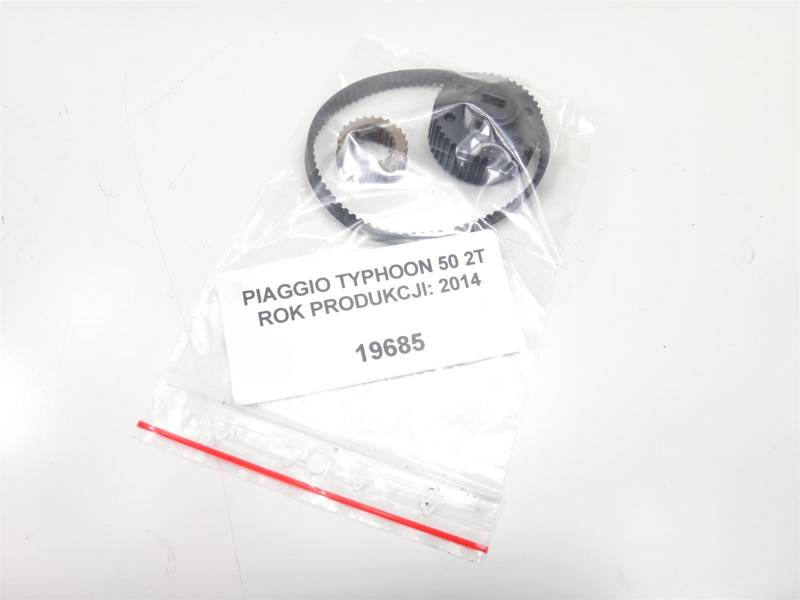 PIAGGIO TYPHOON 50 2T
ROK PRODUKCJI: 2014
19685